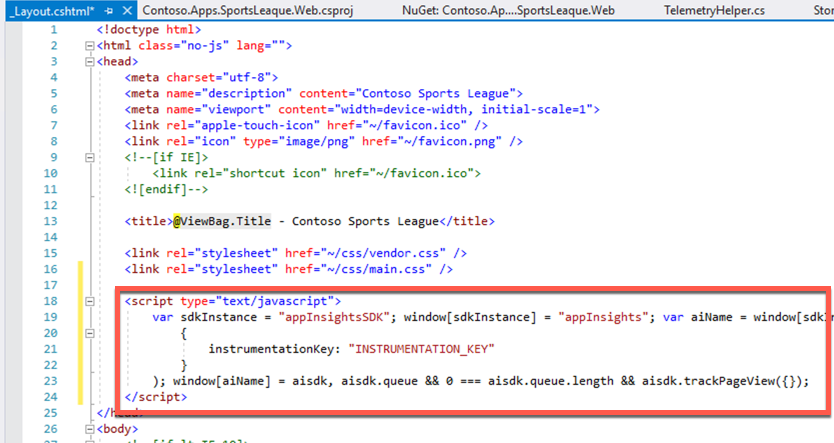 _Layout.cshtml* Contoso.Apps.SportsLeaque.Web.csproj NuGet: Contoso.Ap....SportsLeaque.Web TelemetryHelper.cs
1 <!doctype html>
2 <html class="no-js" lang="">
3 <head>
4 <meta charset="utf-8">
5 <meta name="description" content="Contoso Sports League">
6 <meta name="viewport" content="width=device-width, initial-scale=1">
7 <link rel="apple-touch-icon" href="~/favicon.ico" />
8 <link rel="icon" type="image/png" href="~/favicon.png" />
9 <!--[if IE]>
10 <link rel="shortcut icon" href="~/favicon.ico">
11 <![endif]-->
12
13 <title>@ViewBag.Title - Contoso Sports League</title>
14
15 <link rel="stylesheet" href="~/css/vendor.css" />
16 <link rel="stylesheet" href="~/css/main.css" />
17
18 <script type="text/javascript">
19 var sdkInstance = "appInsightsSDK"; window[sdkInstance] = "appInsights"; var aiName = window[sdkIn
20 {
21 instrumentationKey: "INSTRUMENTATION_KEY"
22 }
23 ); window[aiName] = aisdk, aisdk.queue && 0 === aisdk.queue.length && aisdk.trackPageView({});
24 </script>
25 </head>
26 <body>